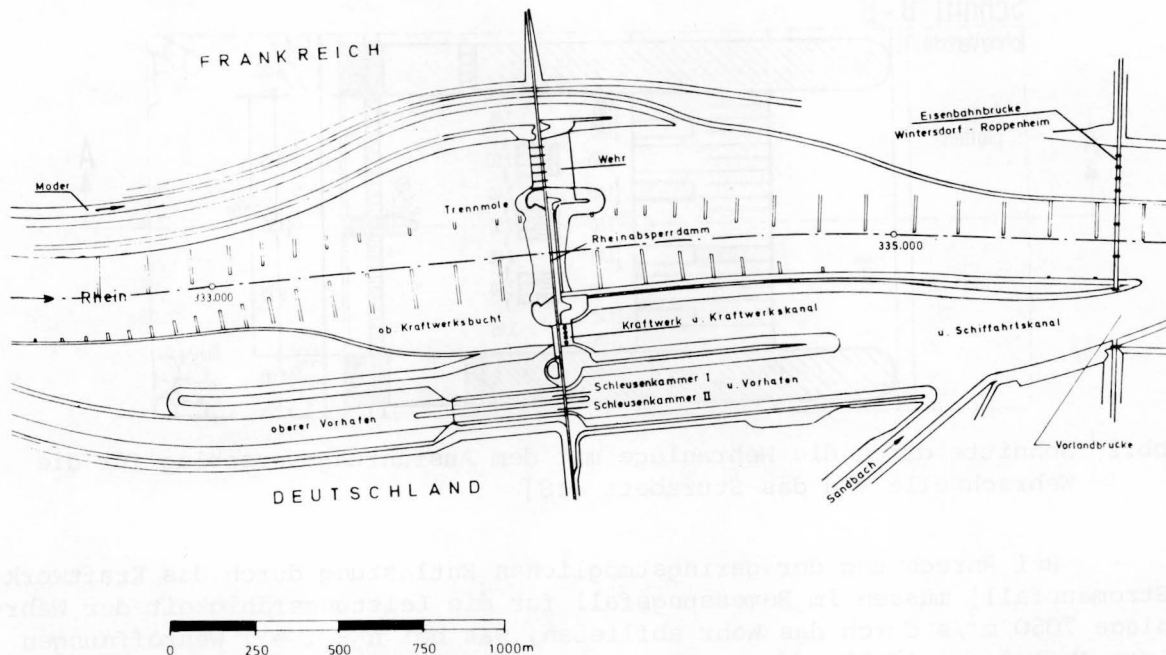 FRANKREICH
Eisenbahnbrücke
Wintersdorf - Roppenheim
Wehr
Moder
Trennmole
Rheinabsperrdamm
335.000
Rhein
333.000
ob. Kraftwerksbucht
Kraftwerk u. Kraftwerkskanal
u. Schiffahrtskanal
Schleusenkammer I
u. Vorhafen
Schleusenkammer II
oberer Vorhafen
Vorlandbrücke
Sandbach
DEUTSCHLAND
0 250 500 750 1000m